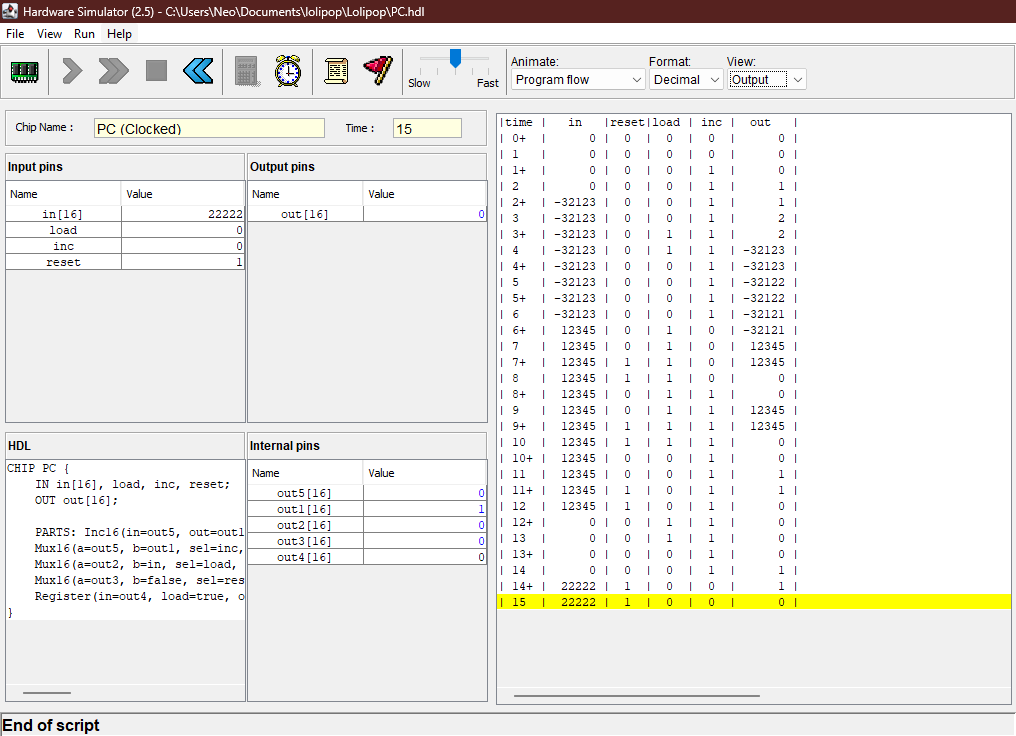 Hardware Simulator (2.5) - C:\Users\Neo\Documents\lolipop\Lolipop\PC.hdl
File View Run Help
Slow Fast
Animate: Format: View:
Program flow Decimal Output
Chip Name : PC (Clocked) Time : 15
Input pins
Name Value
in[16] 22222
load 0
inc 0
reset 1
Output pins
Name Value
out[16] 0
HDL
CHIP PC {
    IN in[16], load, inc, reset;
    OUT out[16];

    PARTS: Inc16(in=out5, out=out1
    Mux16(a=out5, b=out1, sel=inc,
    Mux16(a=out2, b=in, sel=load,
    Mux16(a=out3, b=false, sel=res
    Register(in=out4, load=true, o
}
Internal pins
Name Value
out5[16] 0
out1[16] 1
out2[16] 0
out3[16] 0
out4[16] 0
|time | in |reset|load | inc | out |
| 0+ | 0 | 0 | 0 | 0 | 0 |
| 1 | 0 | 0 | 0 | 0 | 0 |
| 1+ | 0 | 0 | 0 | 1 | 0 |
| 2 | 0 | 0 | 0 | 1 | 1 |
| 2+ | -32123 | 0 | 0 | 1 | 1 |
| 3 | -32123 | 0 | 0 | 1 | 2 |
| 3+ | -32123 | 0 | 1 | 1 | 2 |
| 4 | -32123 | 0 | 1 | 1 | -32123 |
| 4+ | -32123 | 0 | 0 | 1 | -32123 |
| 5 | -32123 | 0 | 0 | 1 | -32122 |
| 5+ | -32123 | 0 | 0 | 1 | -32122 |
| 6 | -32123 | 0 | 0 | 1 | -32121 |
| 6+ | 12345 | 0 | 1 | 0 | -32121 |
| 7 | 12345 | 0 | 1 | 0 | 12345 |
| 7+ | 12345 | 1 | 1 | 0 | 12345 |
| 8 | 12345 | 1 | 1 | 0 | 0 |
| 8+ | 12345 | 0 | 1 | 1 | 0 |
| 9 | 12345 | 0 | 1 | 1 | 12345 |
| 9+ | 12345 | 1 | 1 | 1 | 12345 |
| 10 | 12345 | 1 | 1 | 1 | 0 |
| 10+ | 12345 | 0 | 0 | 1 | 0 |
| 11 | 12345 | 0 | 0 | 1 | 1 |
| 11+ | 12345 | 1 | 0 | 1 | 1 |
| 12 | 12345 | 1 | 0 | 1 | 0 |
| 12+ | 0 | 0 | 1 | 1 | 0 |
| 13 | 0 | 0 | 1 | 1 | 0 |
| 13+ | 0 | 0 | 0 | 1 | 0 |
| 14 | 0 | 0 | 0 | 1 | 1 |
| 14+ | 22222 | 1 | 0 | 0 | 1 |
| 15 | 22222 | 1 | 0 | 0 | 0 |
End of script